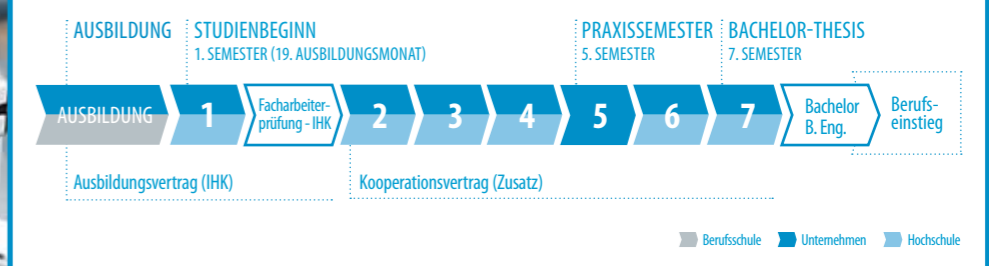 AUSBILDUNG
STUDIENBEGINN
1. SEMESTER (19. AUSBILDUNGSMONAT)
PRAXISSEMESTER
5. SEMESTER
BACHELOR-THESIS
7. SEMESTER
AUSBILDUNG
1
Facharbeiter-
prüfung - IHK
2
3
4
5
6
7
Bachelor
B. Eng.
Berufs-
einstieg
Ausbildungsvertrag (IHK)
Kooperationsvertrag (Zusatz)
Berufsschule
Unternehmen
Hochschule